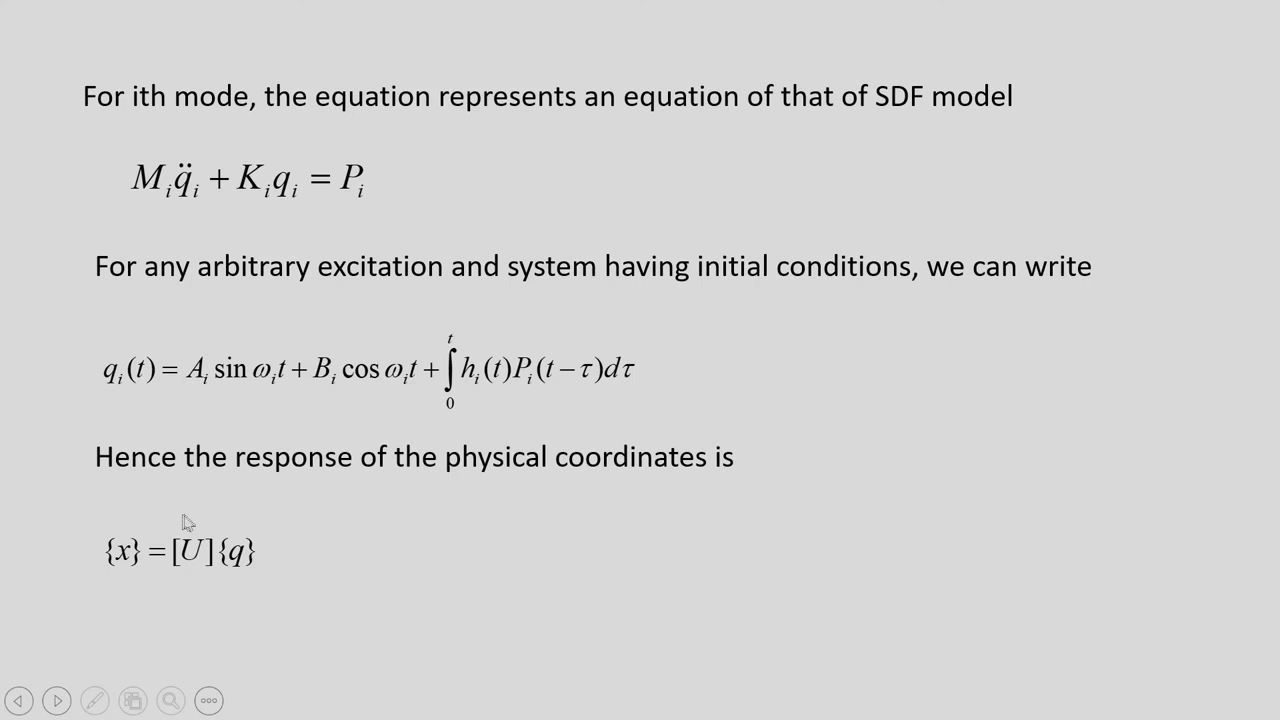 For ith mode, the equation represents an equation of that of SDF model
M_i q̈_i + K_i q_i = P_i
For any arbitrary excitation and system having initial conditions, we can write
q_i(t) = A_i sin ω_i t + B_i cos ω_i t + ∫_0^t h_i(t)P_i(t − τ)dτ
Hence the response of the physical coordinates is
{x} = [U]{q}